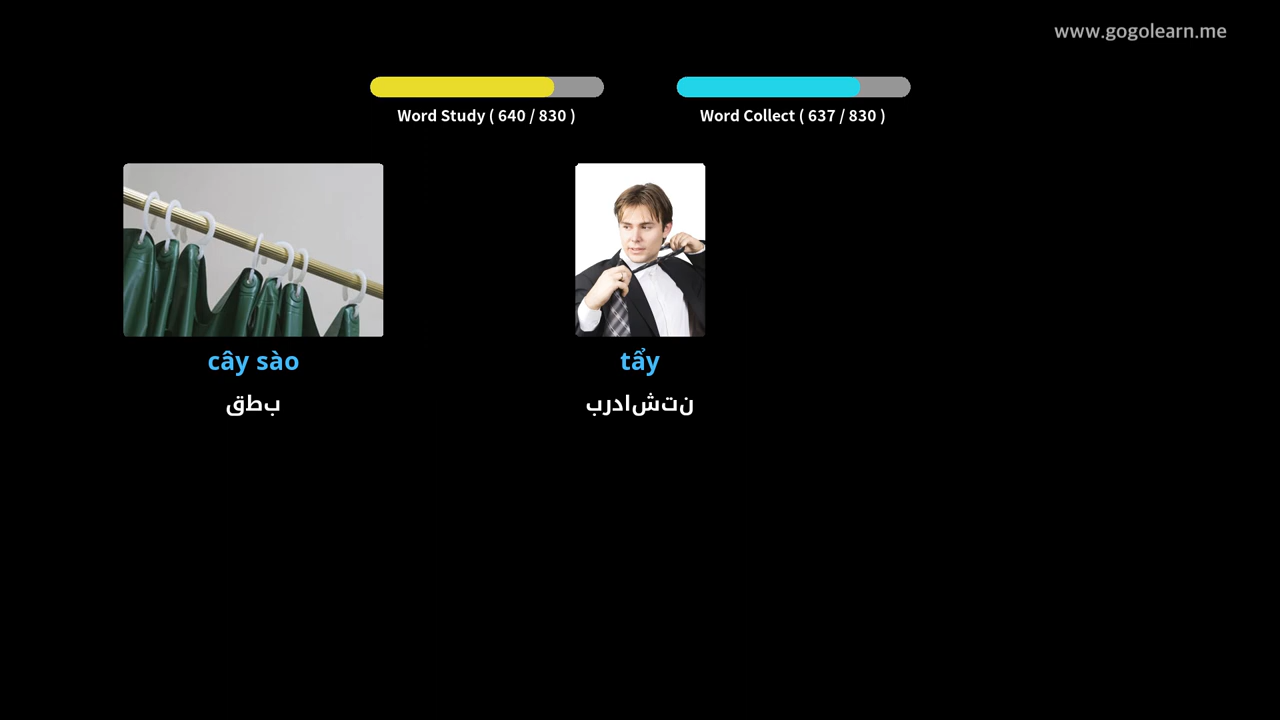 www.gogolearn.me
Word Study ( 640 / 830 )
Word Collect ( 637 / 830 )
cây sào
بطق
tẩy
نتشادرب